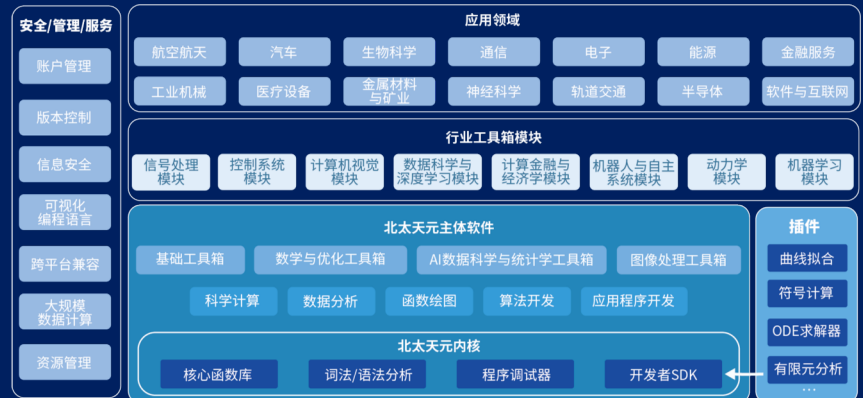 安全/管理/服务
账户管理
版本控制
信息安全
可视化
编程语言
跨平台兼容
大规模
数据计算
资源管理
应用领域
航空航天
汽车
生物科学
通信
电子
能源
金融服务
工业机械
医疗设备
金属材料
与矿业
神经科学
轨道交通
半导体
软件与互联网
行业工具箱模块
信号处理
模块
控制系统
模块
计算机视觉
模块
数据科学与
深度学习模块
计算金融与
经济学模块
机器人与自主
系统模块
动力学
模块
机器学习
模块
北太天元主体软件
基础工具箱
数学与优化工具箱
AI数据科学与统计学工具箱
图像处理工具箱
科学计算
数据分析
函数绘图
算法开发
应用程序开发
北太天元内核
核心函数库
词法/语法分析
程序调试器
开发者SDK
插件
曲线拟合
符号计算
ODE求解器
有限元分析
...